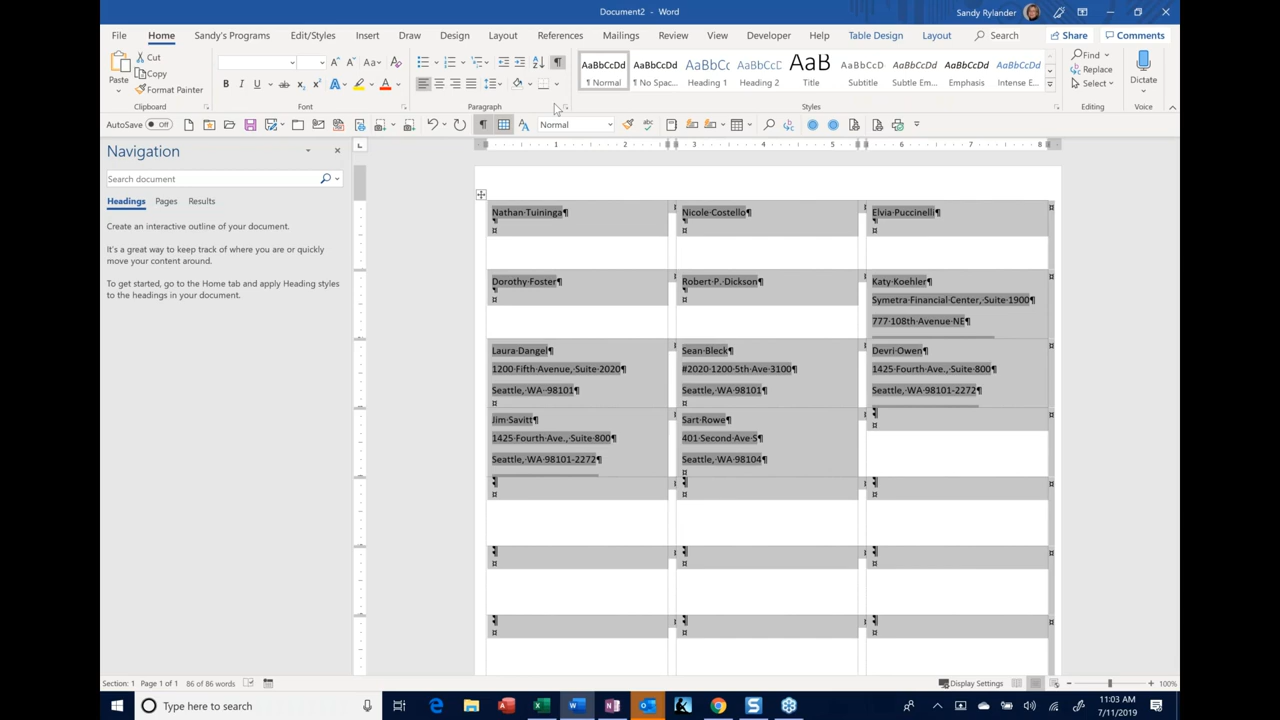 Document2 - Word
Sandy Rylander
File Home Sandy's Programs Edit/Styles Insert Draw Design Layout References Mailings Review View Developer Help Table Design Layout Search Share Comments
Paste
Cut
Copy
Format Painter
Clipboard
Font
Paragraph
AaBbCcDd AaBbCcDd AaBbCc AaBbCcD AaB AaBbCcD AaBbCcDd AaBbCcDd AaBbCcDd
¶ Normal ¶ No Spac... Heading 1 Heading 2 Title Subtitle Subtle Em... Emphasis Intense E...
Styles
Find
Replace
Select
Editing
Dictate
Voice
AutoSave Off
Normal
Navigation
Search document
Headings Pages Results
Create an interactive outline of your document.
It's a great way to keep track of where you are or quickly
move your content around.
To get started, go to the Home tab and apply Heading styles
to the headings in your document.
1 2 3 4 5 6 7 8
Nathan·Tuininga¶
Nicole·Costello¶
Elvia·Puccinelli¶
Dorothy·Foster¶
Robert·P.·Dickson¶
Katy·Koehler¶
Symetra·Financial·Center,·Suite·1900¶
777·108th·Avenue·NE¶
Laura·Dangel¶
1200·Fifth·Avenue,·Suite·2020¶
Seattle,·WA··98101¶
Sean·Bleck¶
#2020·1200·5th·Ave·3100¶
Seattle,·WA·98101¶
Devri·Owen¶
1425·Fourth·Ave.,·Suite·800¶
Seattle,·WA·98101-2272¶
Jim·Savitt¶
1425·Fourth·Ave.,·Suite·800¶
Seattle,·WA·98101-2272¶
Sart·Rowe¶
401·Second·Ave·S¶
Seattle,·WA·98104¶
Section: 1 Page 1 of 1 86 of 86 words
Display Settings
100%
Type here to search
11:03 AM
7/11/2019